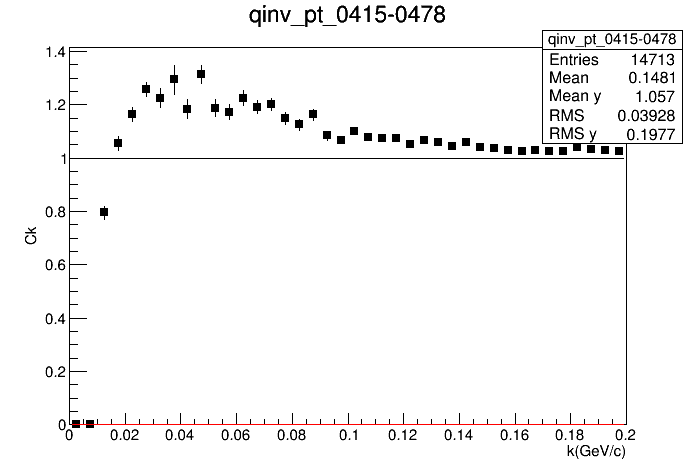 qinv_pt_0415-0478
qinv_pt_0415-0478
Entries 14713
Mean 0.1481
Mean y 1.057
RMS 0.03928
RMS y 0.1977
Ck
1.4
1.2
1
0.8
0.6
0.4
0.2
0
0 0.02 0.04 0.06 0.08 0.1 0.12 0.14 0.16 0.18 0.2
k(GeV/c)